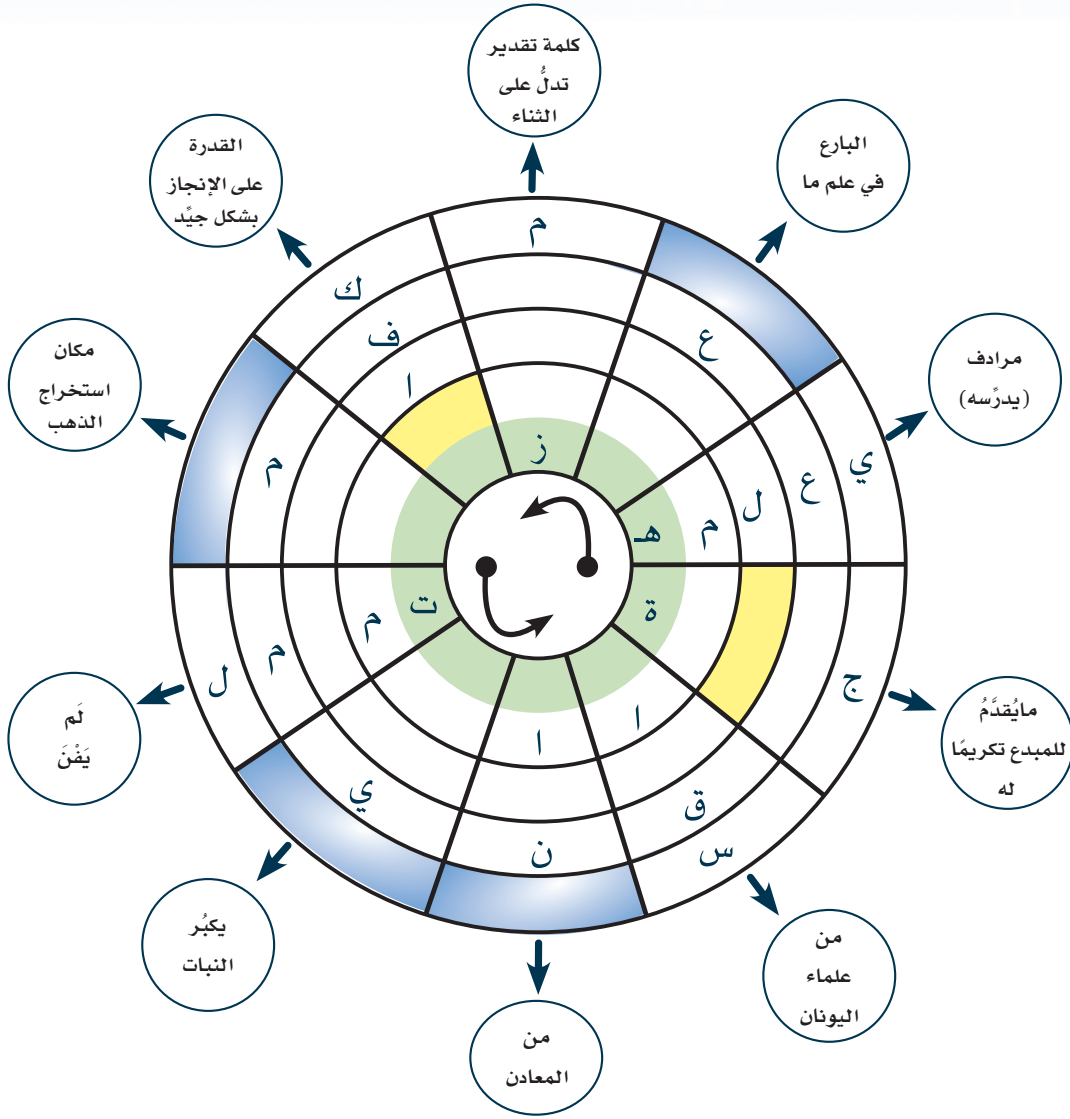 كلمة تقدير
تدلُّ على
الثناء
البارع
في علم ما
مرادف
(يدرِّسه)
مايُقدَّمُ
للمبدع تكريمًا
له
من
علماء
اليونان
من
المعادن
يكبُر
النبات
لَم
يَفْنَ
مكان
استخراج
الذهب
القدرة
على الإنجاز
بشكل جيِّد
م
ز
ع
ي
ع
ل
م
هـ
ج
ة
س
ق
ا
ن
ا
ي
ل
م
م
ت
م
ك
ف
ا